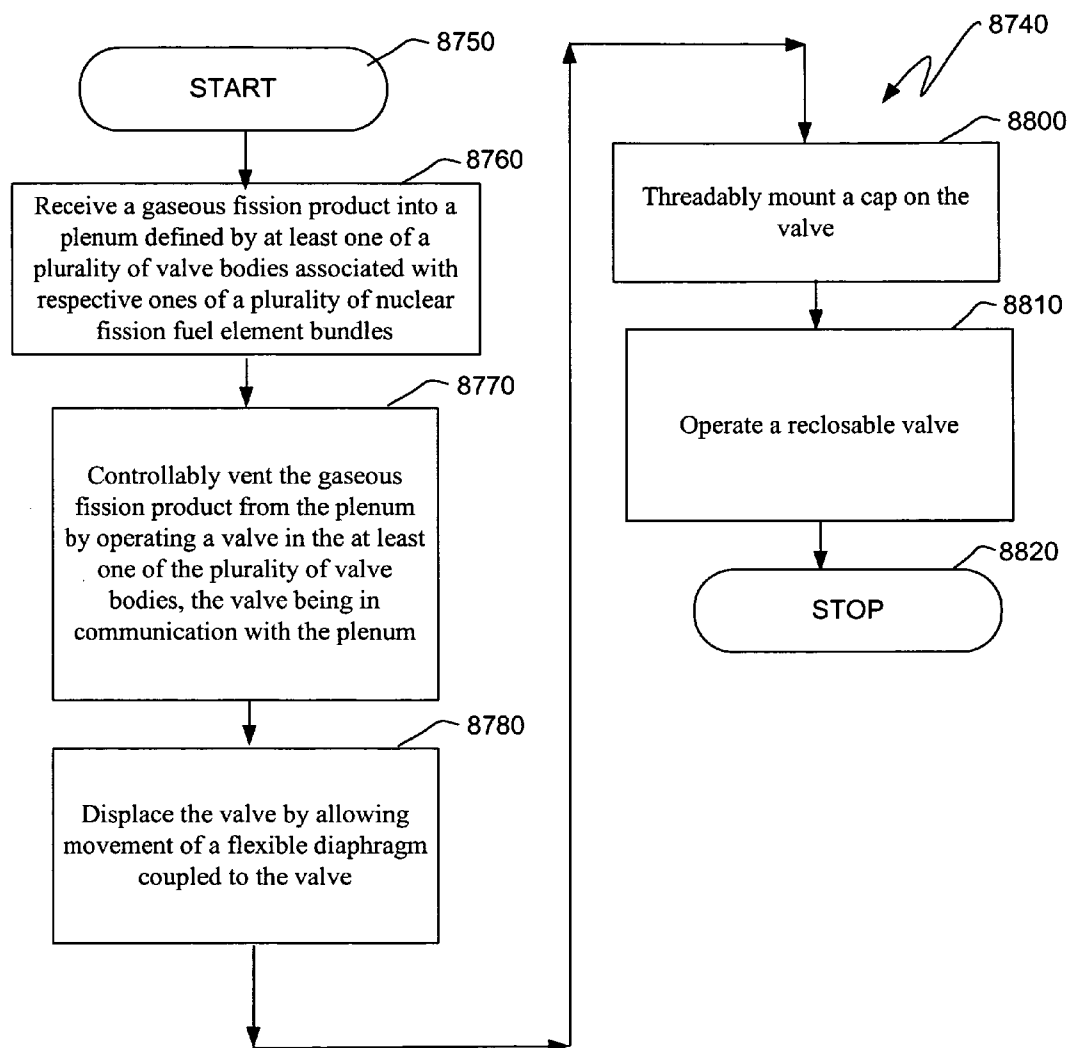 8750
START
8760
Receive a gaseous fission product into a
plenum defined by at least one of a
plurality of valve bodies associated with
respective ones of a plurality of nuclear
fission fuel element bundles
8770
Controllably vent the gaseous
fission product from the plenum
by operating a valve in the at least
one of the plurality of valve
bodies, the valve being in
communication with the plenum
8780
Displace the valve by allowing
movement of a flexible diaphragm
coupled to the valve
8740
8800
Threadably mount a cap on the
valve
8810
Operate a reclosable valve
8820
STOP